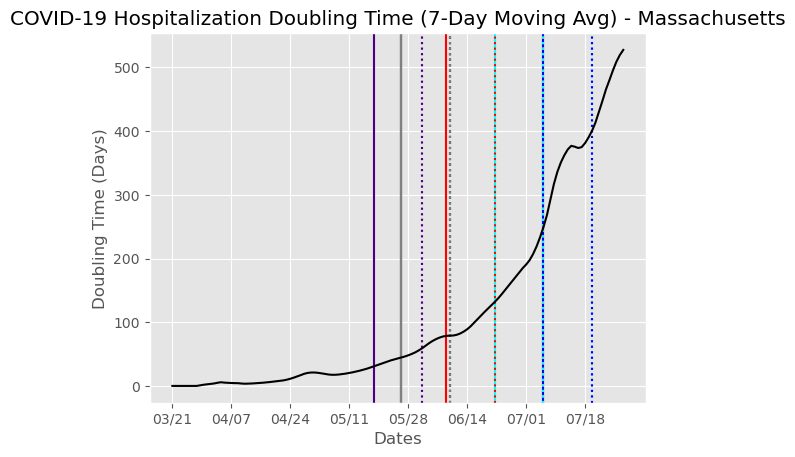 COVID-19 Hospitalization Doubling Time (7-Day Moving Avg) - Massachusetts
500
400
300
200
100
0
Doubling Time (Days)
03/21 04/07 04/24 05/11 05/28 06/14 07/01 07/18
Dates